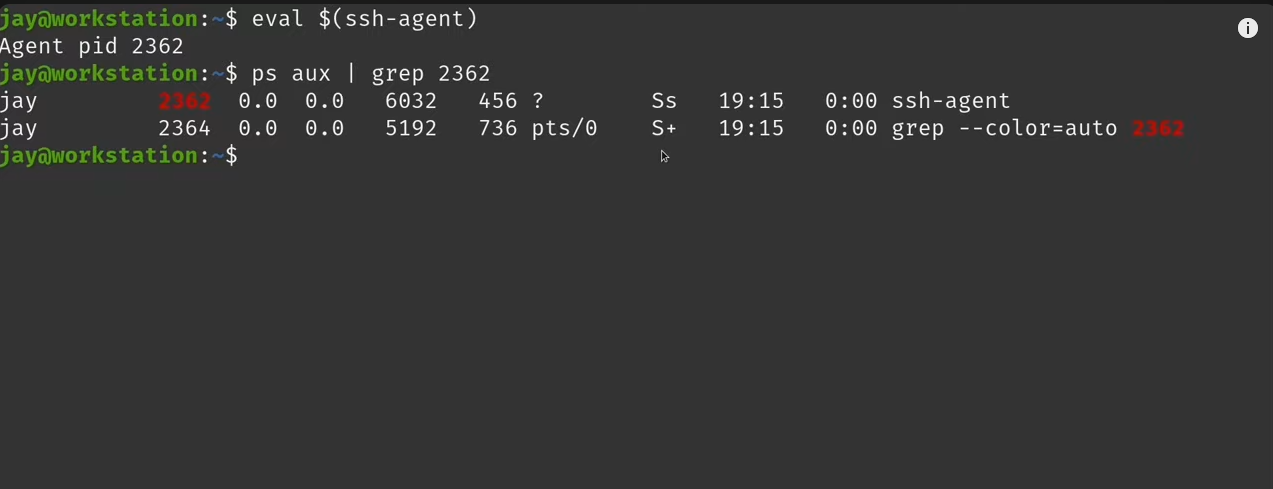 jay@workstation:~$ eval $(ssh-agent)
Agent pid 2362
jay@workstation:~$ ps aux | grep 2362
jay 2362 0.0 0.0 6032 456 ? Ss 19:15 0:00 ssh-agent
jay 2364 0.0 0.0 5192 736 pts/0 S+ 19:15 0:00 grep --color=auto 2362
jay@workstation:~$